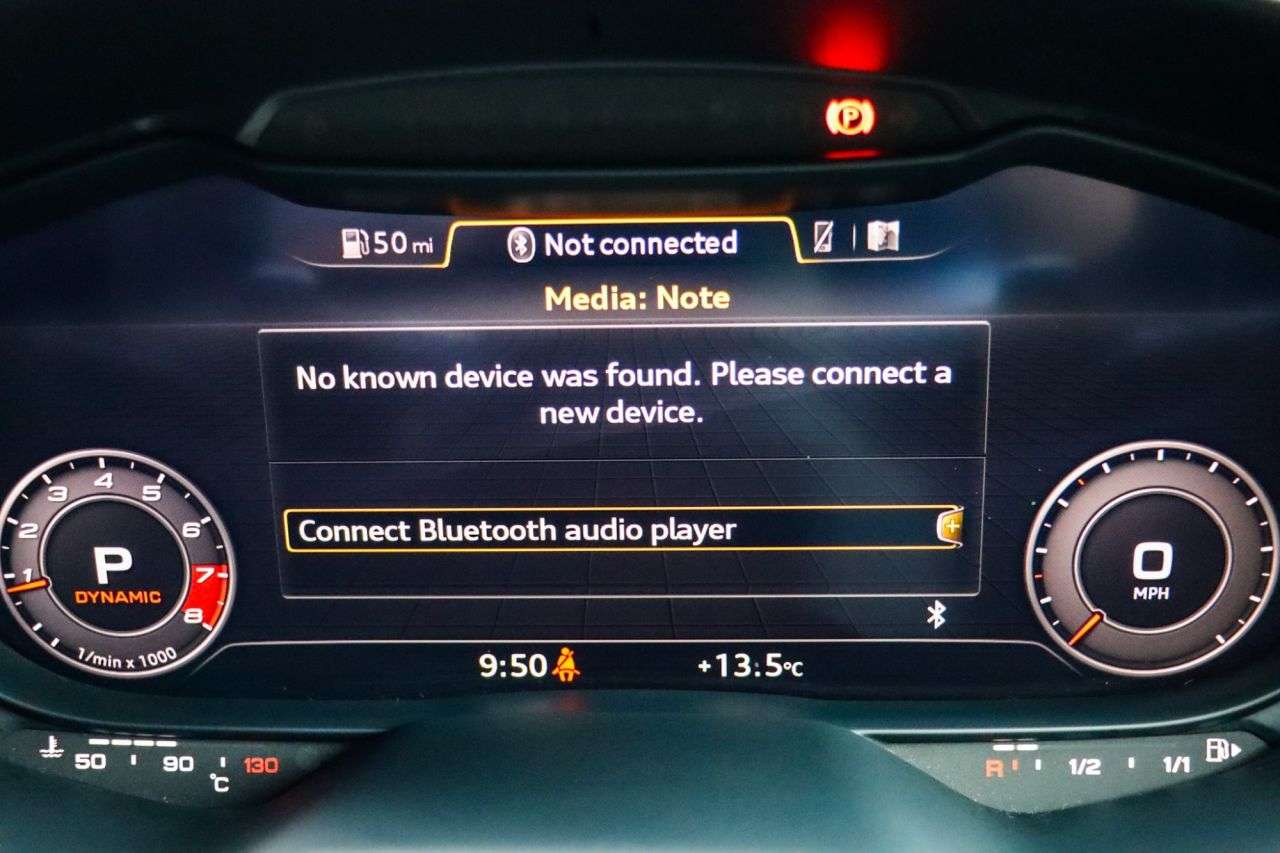 P
50 mi
Not connected
Media: Note
No known device was found. Please connect a
new device.
Connect Bluetooth audio player
1 2 3 4 5 6 7 8
P
DYNAMIC
1/min x 1000
0
MPH
9:50
+13.5°C
50 90 130
°C
R 1/2 1/1